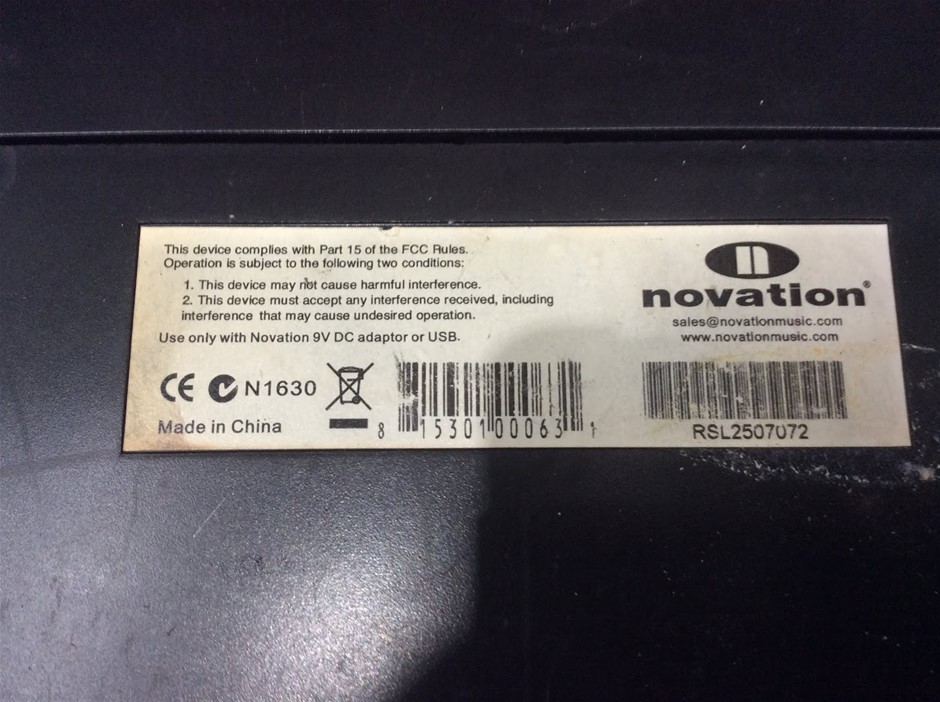 This device complies with Part 15 of the FCC Rules.
Operation is subject to the following two conditions:
1. This device may not cause harmful interference.
2. This device must accept any interference received, including
interference that may cause undesired operation.
Use only with Novation 9V DC adaptor or USB.
CE N1630
Made in China
8 15301 00063 1
novation®
sales@novationmusic.com
www.novationmusic.com
RSL2507072